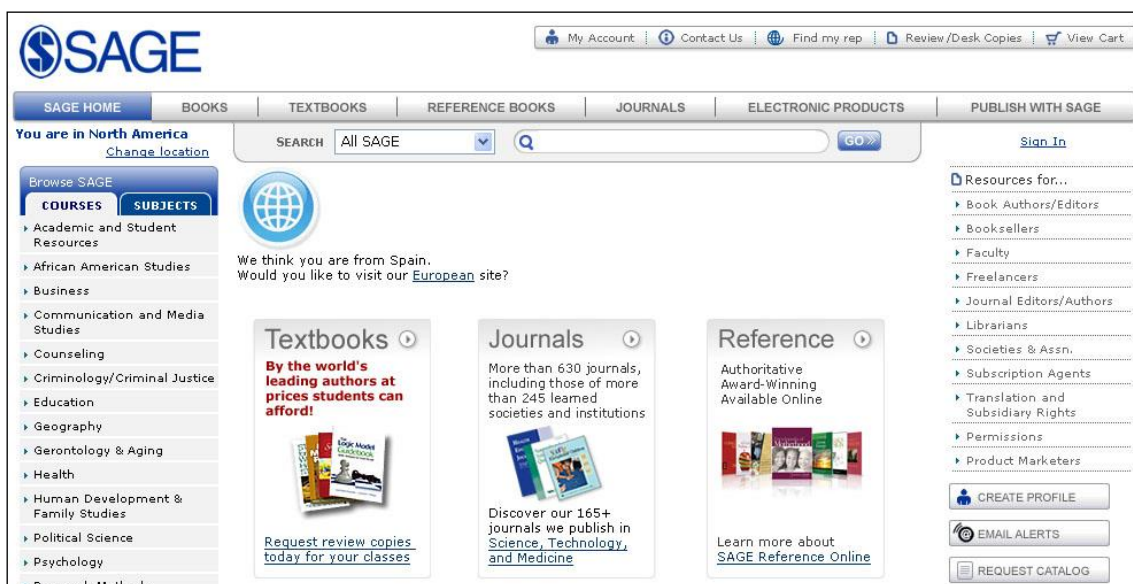 SAGE
My Account
Contact Us
Find my rep
Review/Desk Copies
View Cart
SAGE HOME
BOOKS
TEXTBOOKS
REFERENCE BOOKS
JOURNALS
ELECTRONIC PRODUCTS
PUBLISH WITH SAGE
You are in North America
Change location
SEARCH
All SAGE
GO »
Sign In
Browse SAGE
COURSES
SUBJECTS
Academic and Student
Resources
African American Studies
Business
Communication and Media
Studies
Counseling
Criminology/Criminal Justice
Education
Geography
Gerontology & Aging
Health
Human Development &
Family Studies
Political Science
Psychology
We think you are from Spain.
Would you like to visit our European site?
Textbooks
By the world's
leading authors at
prices students can
afford!
Logic Model
Guidebook
Request review copies
today for your classes
Journals
More than 630 journals,
including those of more
than 245 learned
societies and institutions
Discover our 165+
journals we publish in
Science, Technology,
and Medicine
Reference
Authoritative
Award-Winning
Available Online
Learn more about
SAGE Reference Online
Resources for...
Book Authors/Editors
Booksellers
Faculty
Freelancers
Journal Editors/Authors
Librarians
Societies & Assn.
Subscription Agents
Translation and
Subsidiary Rights
Permissions
Product Marketers
CREATE PROFILE
EMAIL ALERTS
REQUEST CATALOG